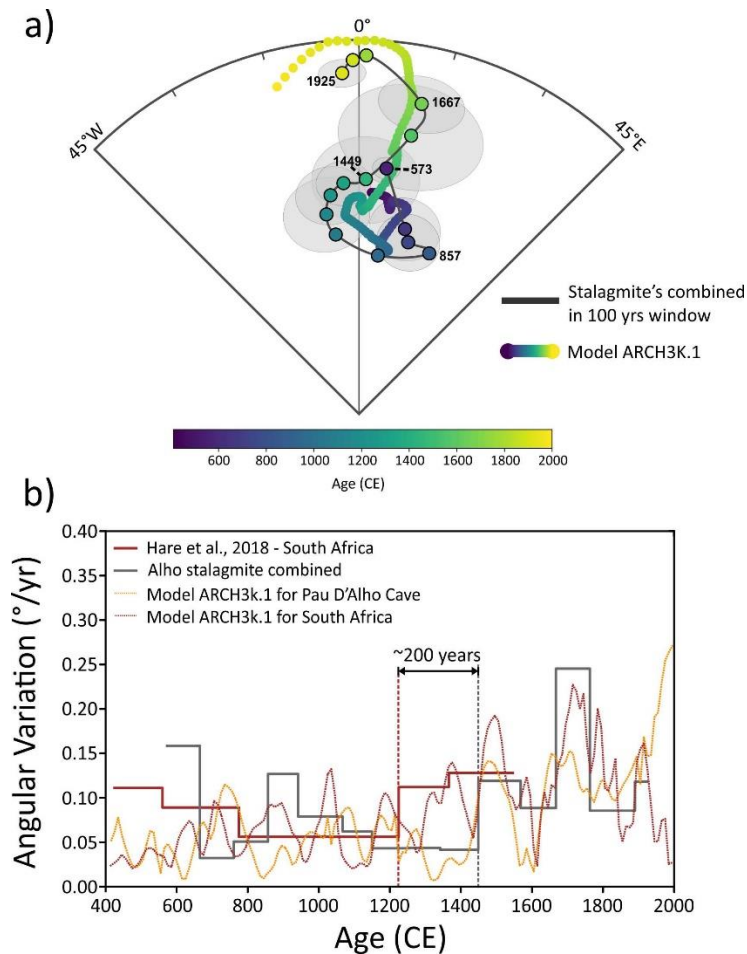 a)
0°
1925
1667
45°W
45°E
1449
573
857
Stalagmite's combined
in 100 yrs window
Model ARCH3K.1
600 800 1000 1200 1400 1600 1800 2000
Age (CE)
b)
0.40
0.35
0.30
0.25
0.20
0.15
0.10
0.05
0.00
Angular Variation (°/yr)
Hare et al., 2018 - South Africa
Alho stalagmite combined
Model ARCH3k.1 for Pau D'Alho Cave
Model ARCH3k.1 for South Africa
~200 years
400 600 800 1000 1200 1400 1600 1800 2000
Age (CE)